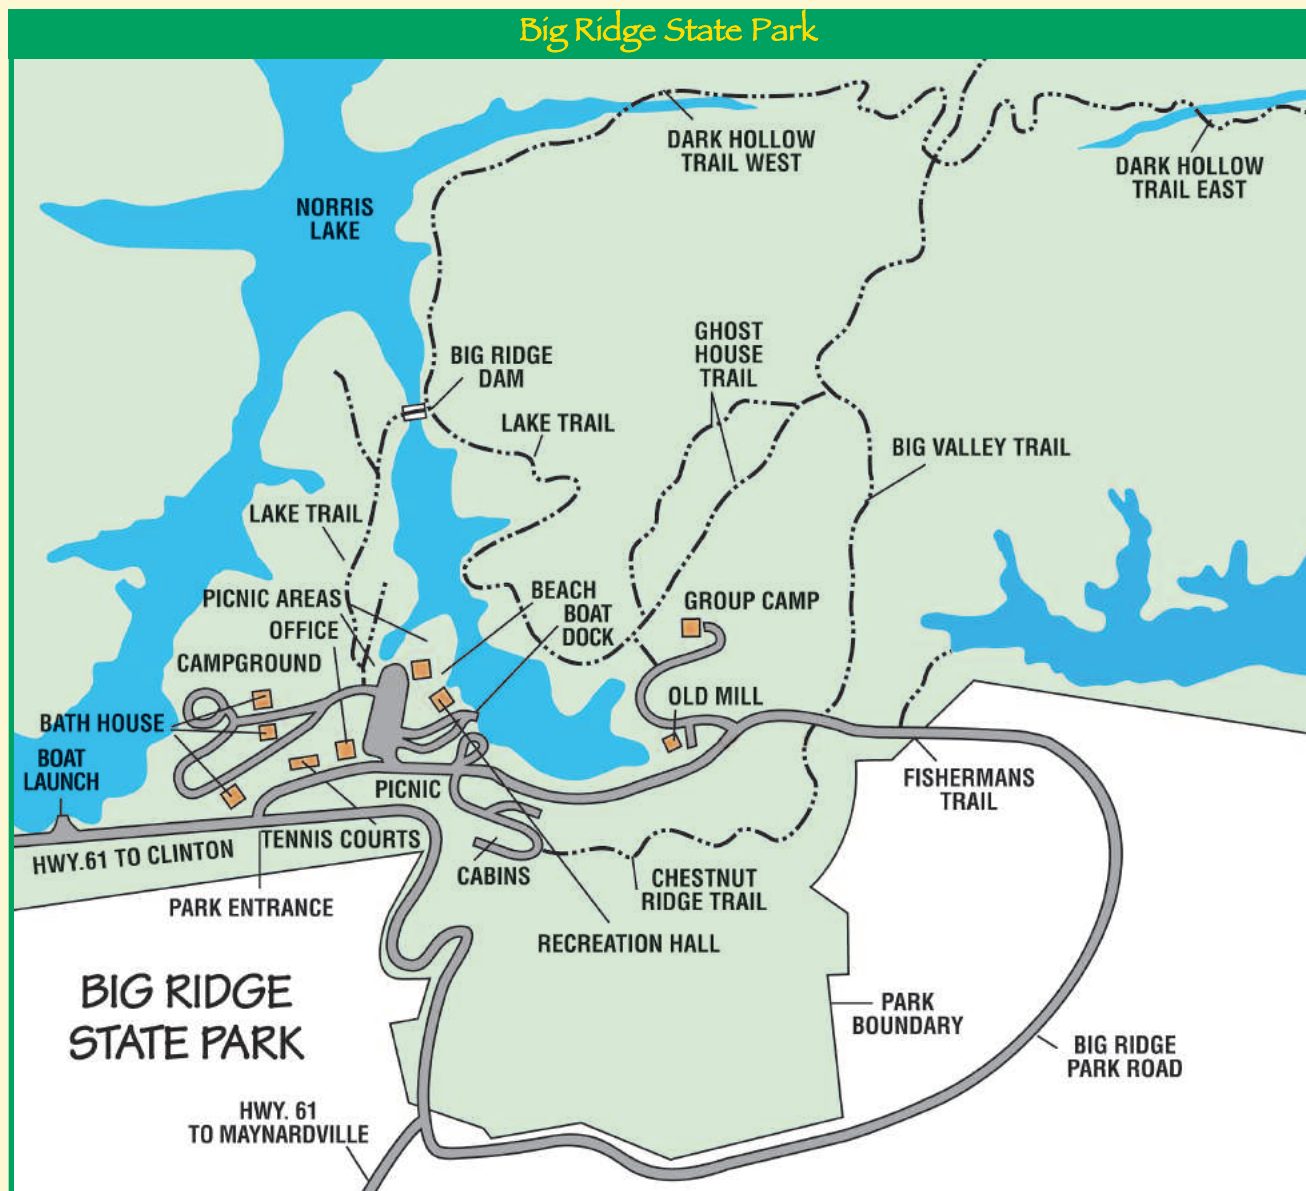 Big Ridge State Park
DARK HOLLOW
TRAIL WEST
DARK HOLLOW
TRAIL EAST
NORRIS
LAKE
GHOST
HOUSE
TRAIL
BIG RIDGE
DAM
LAKE TRAIL
BIG VALLEY TRAIL
LAKE TRAIL
PICNIC AREAS
OFFICE
CAMPGROUND
BEACH
BOAT
DOCK
GROUP CAMP
OLD MILL
BATH HOUSE
BOAT
LAUNCH
PICNIC
FISHERMANS
TRAIL
TENNIS COURTS
HWY.61 TO CLINTON
CABINS
CHESTNUT
RIDGE TRAIL
PARK ENTRANCE
RECREATION HALL
BIG RIDGE
STATE PARK
PARK
BOUNDARY
BIG RIDGE
PARK ROAD
HWY. 61
TO MAYNARDVILLE